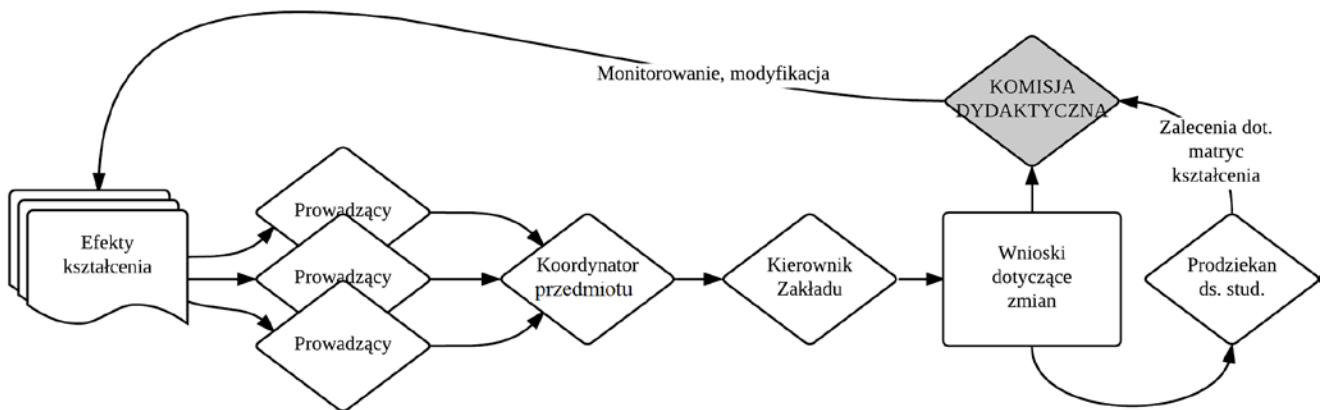 Monitorowanie, modyfikacja
KOMISJA
DYDAKTYCZNA
Zalecenia dot.
matryc
kształcenia
Efekty
kształcenia
Prowadzący
Prowadzący
Prowadzący
Koordynator
przedmiotu
Kierownik
Zakładu
Wnioski
dotyczące
zmian
Prodziekan
ds. stud.